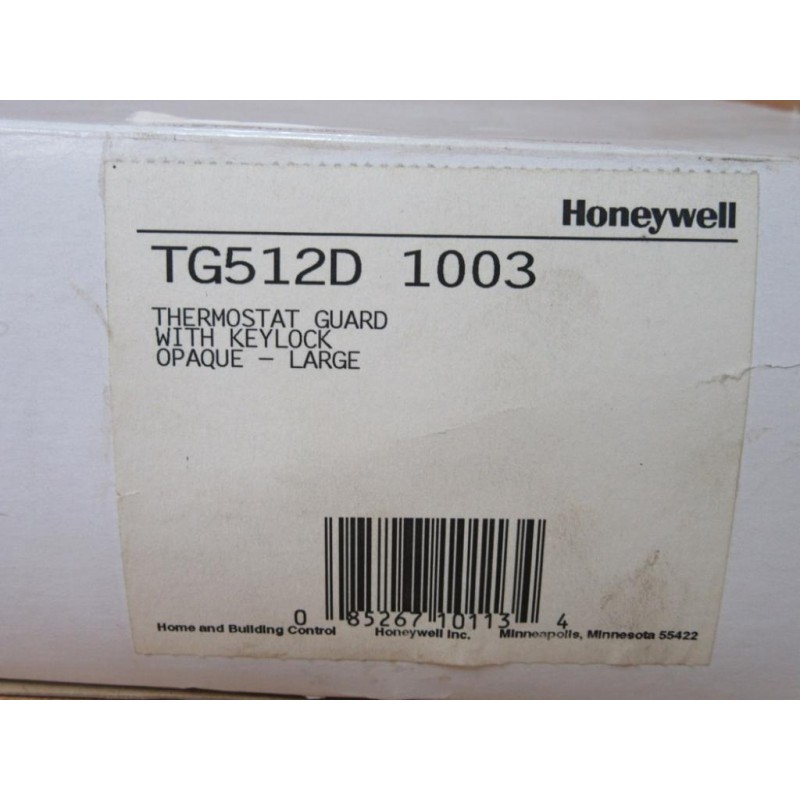 Honeywell
TG512D 1003
THERMOSTAT GUARD
WITH KEYLOCK
OPAQUE – LARGE
0 85267 10113 4
Home and Building Control Honeywell Inc. Minneapolis, Minnesota 55422